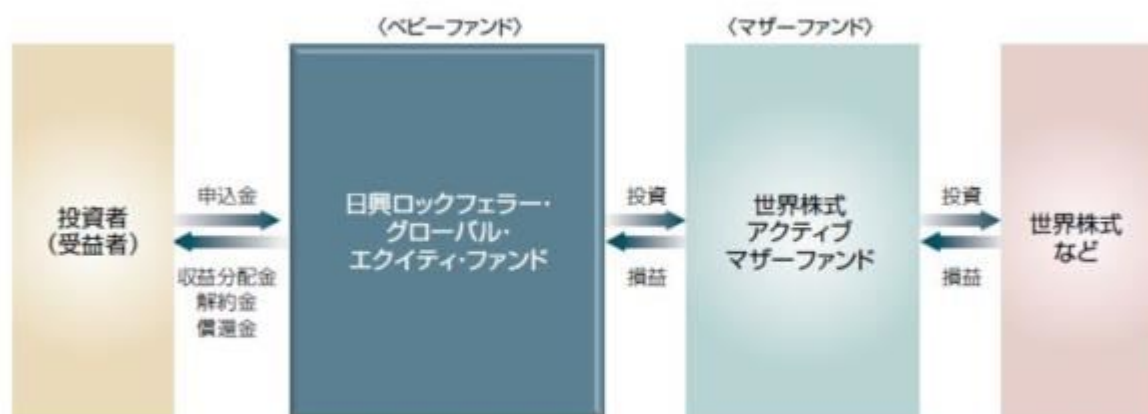 〈ベビーファンド〉
〈マザーファンド〉
投資者
（受益者）
申込金
収益分配金
解約金
償還金
日興ロックフェラー・
グローバル・
エクイティ・ファンド
投資
損益
世界株式
アクティブ
マザーファンド
投資
損益
世界株式
など